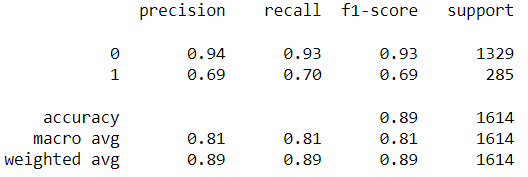 precision recall f1-score support
0 0.94 0.93 0.93 1329
1 0.69 0.70 0.69 285
accuracy 0.89 1614
macro avg 0.81 0.81 0.81 1614
weighted avg 0.89 0.89 0.89 1614